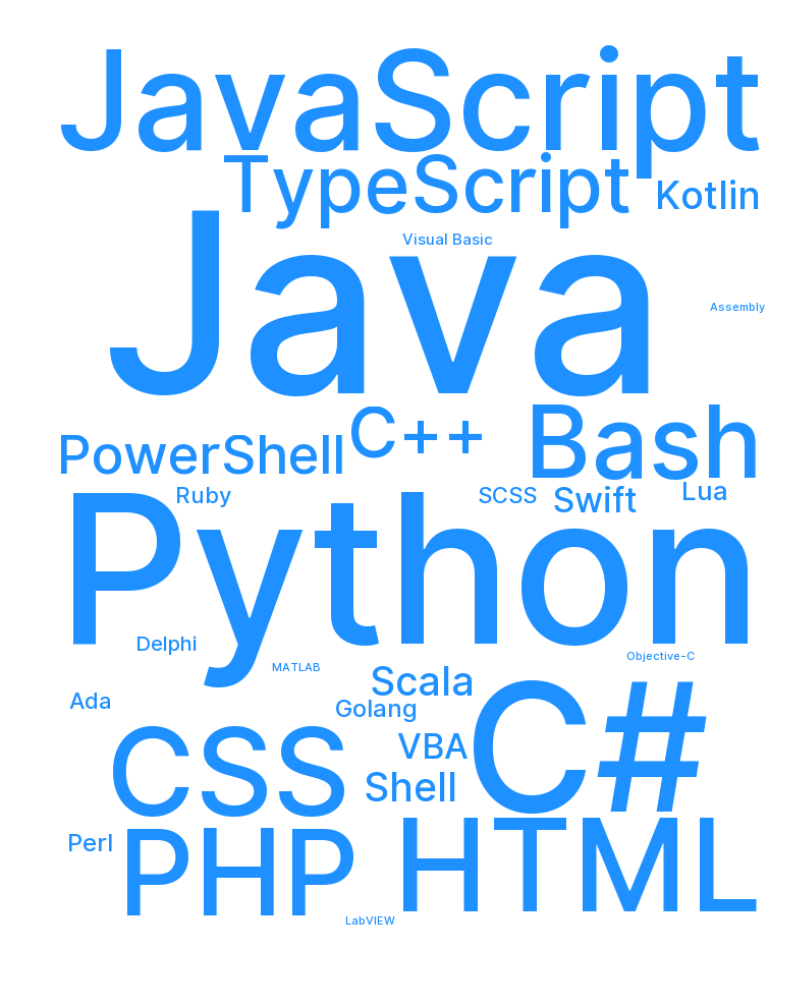 JavaScript
TypeScript
Kotlin
Visual Basic
Java
Assembly
C++
Bash
PowerShell
Ruby
SCSS
Swift
Lua
Python
Delphi
Objective-C
MATLAB
Scala
Ada
Golang
C#
CSS
VBA
Shell
Perl
PHP
HTML
LabVIEW